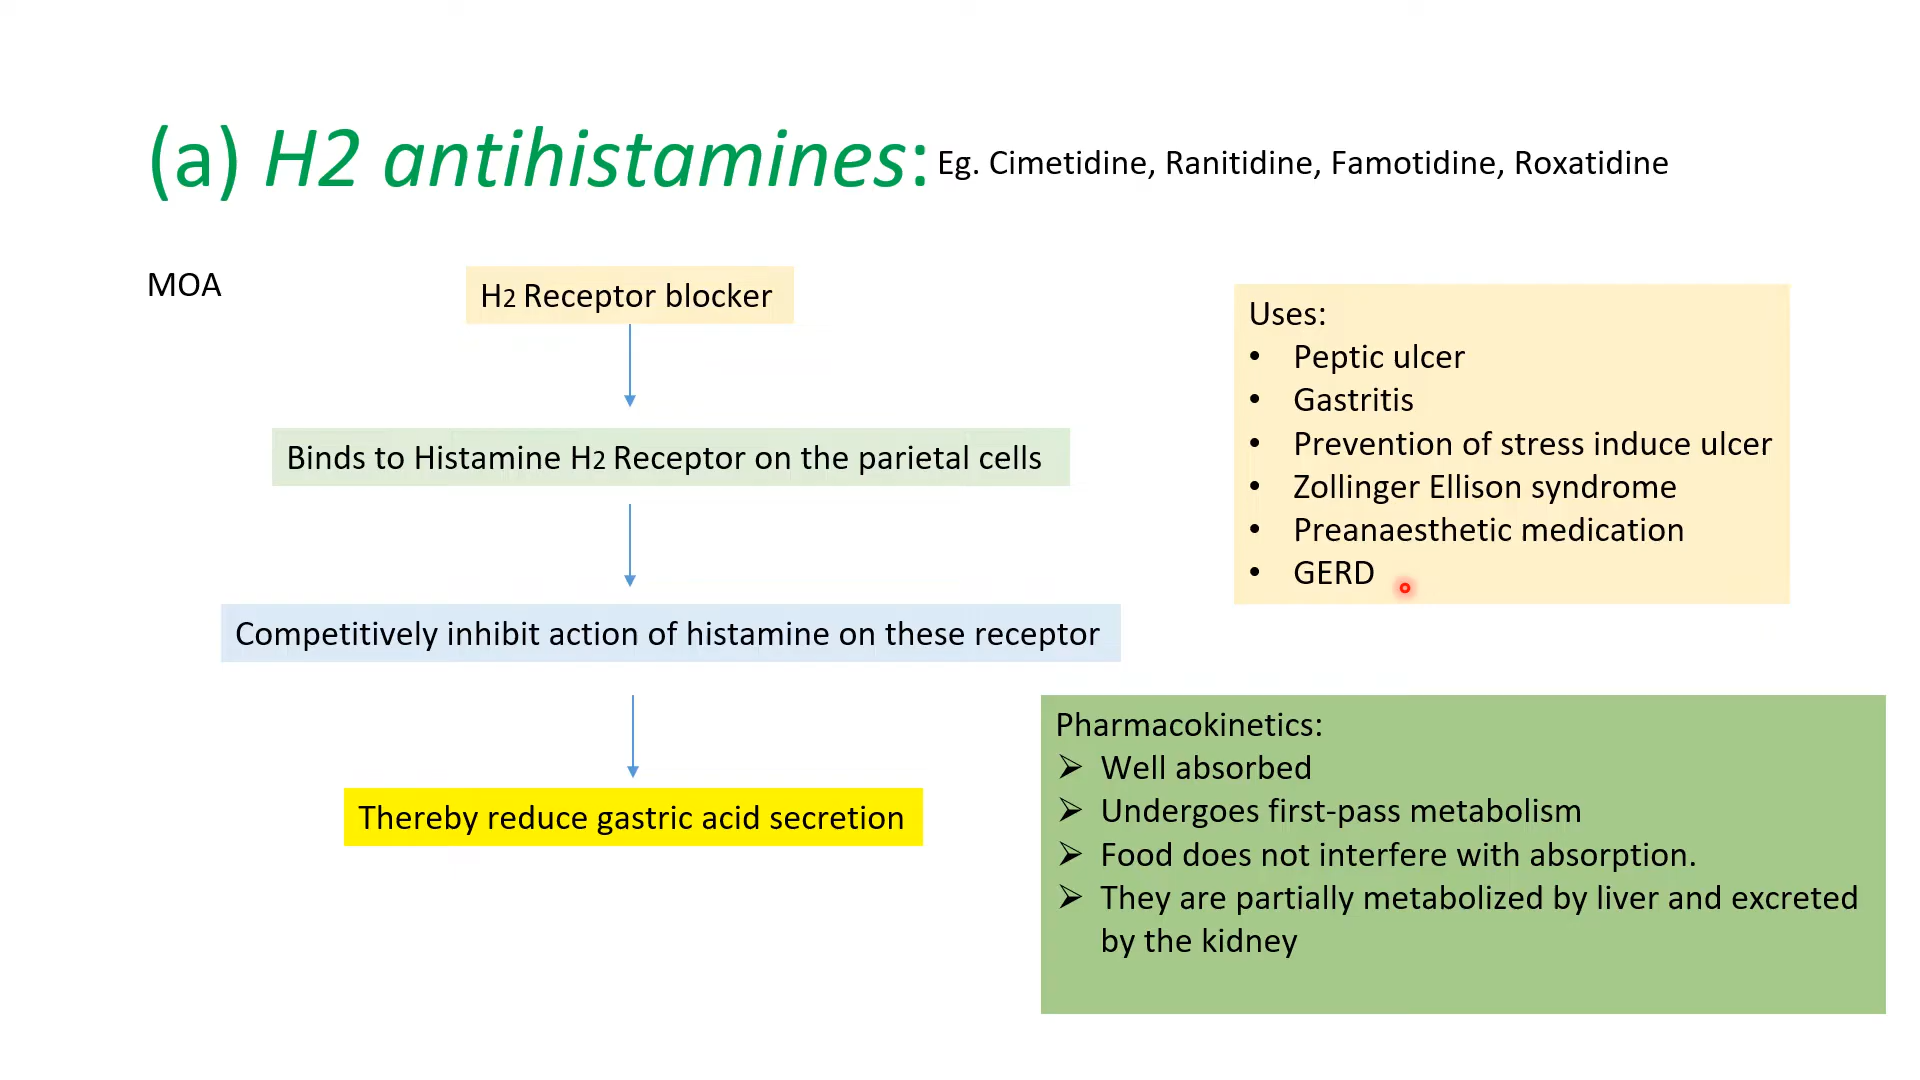 (a) H2 antihistamines: Eg. Cimetidine, Ranitidine, Famotidine, Roxatidine
MOA
H2 Receptor blocker
Binds to Histamine H2 Receptor on the parietal cells
Competitively inhibit action of histamine on these receptor
Thereby reduce gastric acid secretion
Uses:
• Peptic ulcer
• Gastritis
• Prevention of stress induce ulcer
• Zollinger Ellison syndrome
• Preanaesthetic medication
• GERD
Pharmacokinetics:
➢ Well absorbed
➢ Undergoes first-pass metabolism
➢ Food does not interfere with absorption.
➢ They are partially metabolized by liver and excreted
by the kidney